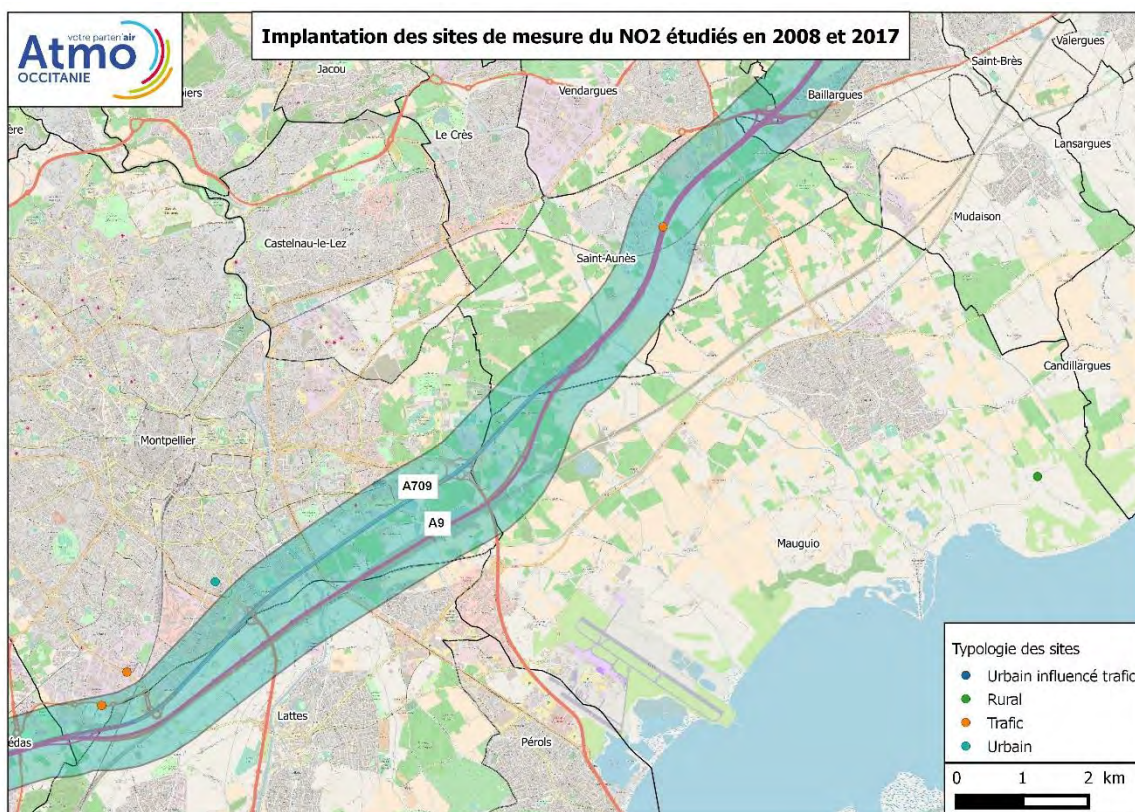 votre parten'air
Atmo
OCCITANIE
Implantation des sites de mesure du NO2 étudiés en 2008 et 2017
Valergues
Saint-Brès
Jacou
Vendargues
Baillargues
Le Crès
Lansargues
Mudaison
Castelnau-le-Lez
Saint-Aunès
Candillargues
Montpellier
A709
A9
Mauguio
Lattes
Pérols
édas
Typologie des sites
Urbain influencé trafic
Rural
Trafic
Urbain
0 1 2 km